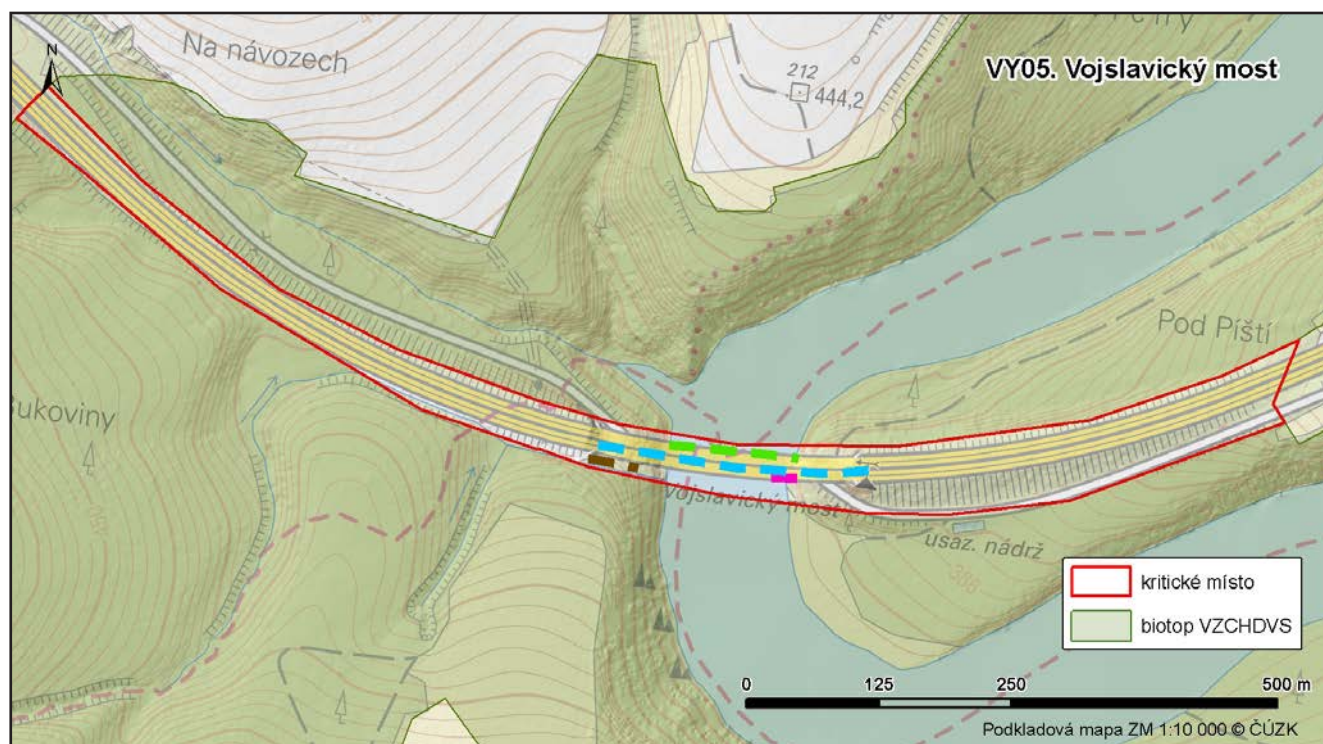 Na návozech
VY05. Vojslavický most
212
444,2
N
Pod Píští
Vojslavický most
usaz. nádrž
388
kritické místo
biotop VZCHDVS
0 125 250 500 m
Podkladová mapa ZM 1:10 000 © ČÚZK